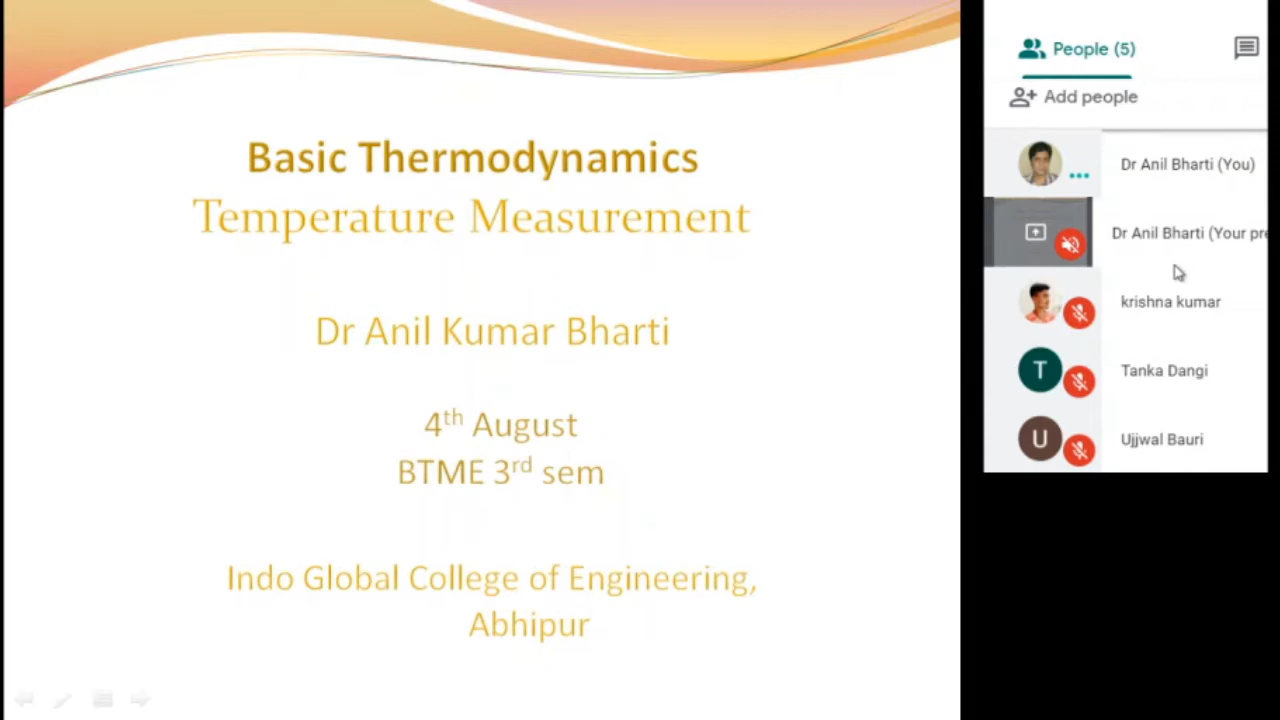 Basic Thermodynamics
Temperature Measurement
Dr Anil Kumar Bharti
4th August
BTME 3rd sem
Indo Global College of Engineering,
Abhipur
People (5)
Add people
Dr Anil Bharti (You)
Dr Anil Bharti (Your pre
krishna kumar
T
Tanka Dangi
U
Ujjwal Bauri